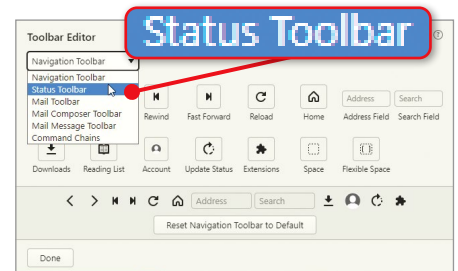 Toolbar Editor
Status Toolbar
Navigation Toolbar
Navigation Toolbar
Status Toolbar
Mail Toolbar
Mail Composer Toolbar
Mail Message Toolbar
Command Chains
Address
Search
Rewind
Fast Forward
Reload
Home
Address Field
Search Field
Downloads
Reading List
Account
Update Status
Extensions
Space
Flexible Space
Address
Search
Reset Navigation Toolbar to Default
Done